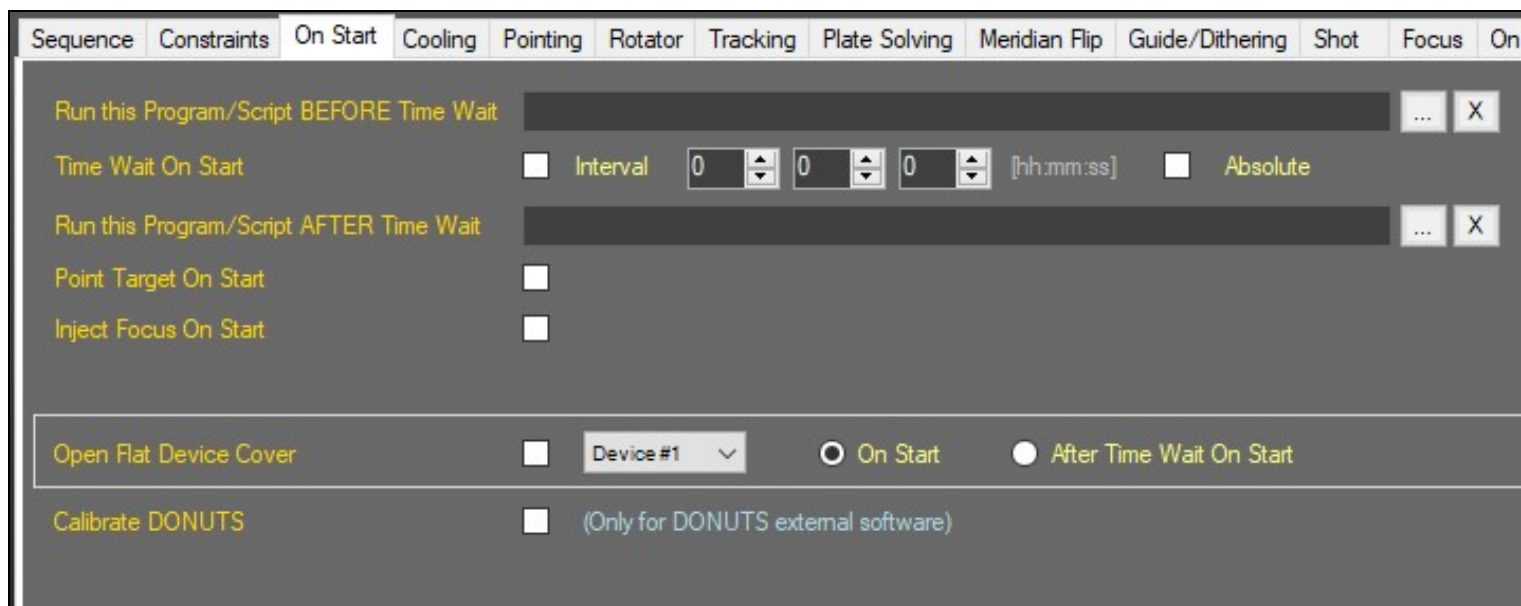 Sequence Constraints On Start Cooling Pointing Rotator Tracking Plate Solving Meridian Flip Guide/Dithering Shot Focus On
Run this Program/Script BEFORE Time Wait ... X
Time Wait On Start Interval 0 0 0 [hh:mm:ss] Absolute
Run this Program/Script AFTER Time Wait ... X
Point Target On Start
Inject Focus On Start
Open Flat Device Cover Device #1 On Start After Time Wait On Start
Calibrate DONUTS (Only for DONUTS external software)